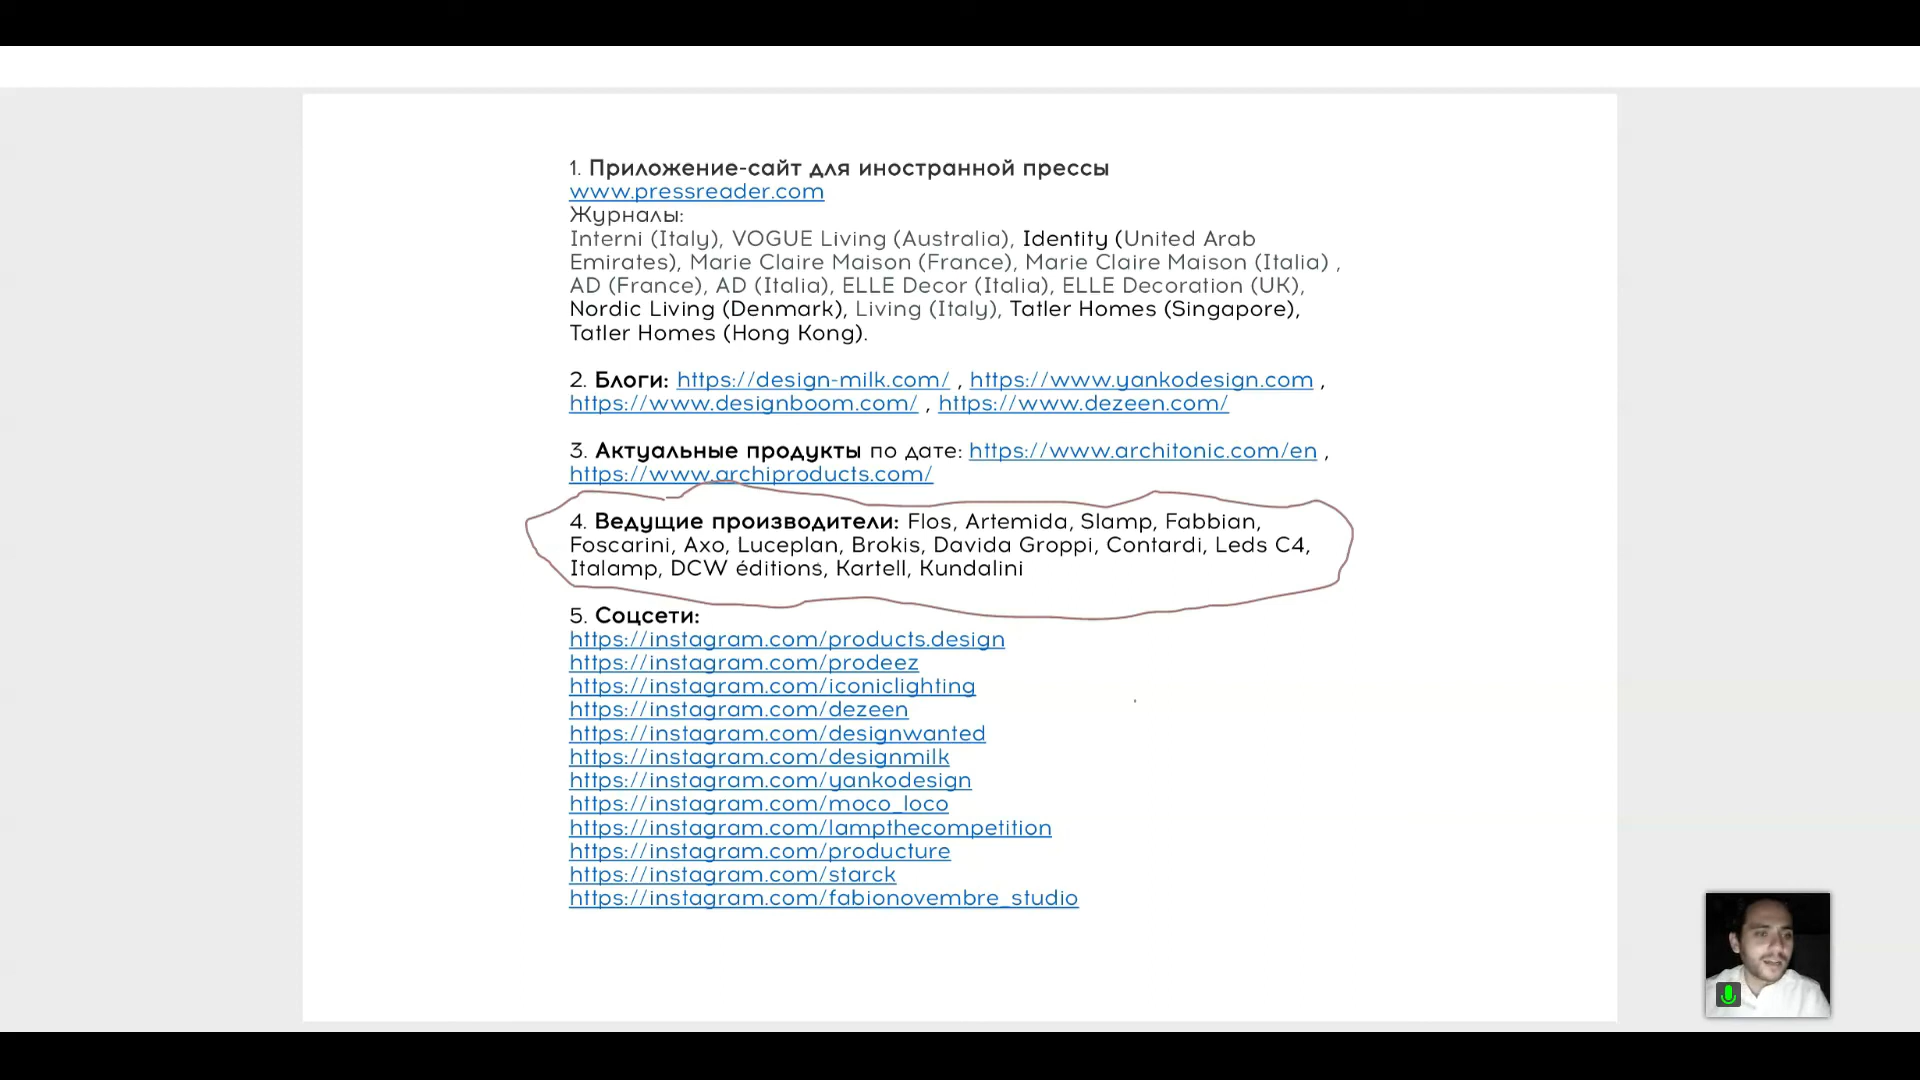 1. Приложение-сайт для иностранной прессы
www.pressreader.com
Журналы:
Interni (Italy), VOGUE Living (Australia), Identity (United Arab
Emirates), Marie Claire Maison (France), Marie Claire Maison (Italia) ,
AD (France), AD (Italia), ELLE Decor (Italia), ELLE Decoration (UK),
Nordic Living (Denmark), Living (Italy), Tatler Homes (Singapore),
Tatler Homes (Hong Kong).
2. Блоги: https://design-milk.com/ , https://www.yankodesign.com ,
https://www.designboom.com/ , https://www.dezeen.com/
3. Актуальные продукты по дате: https://www.architonic.com/en ,
https://www.archiproducts.com/
4. Ведущие производители: Flos, Artemida, Slamp, Fabbian,
Foscarini, Axo, Luceplan, Brokis, Davida Groppi, Contardi, Leds C4,
Italamp, DCW éditions, Kartell, Kundalini
5. Соцсети:
https://instagram.com/products.design
https://instagram.com/prodeez
https://instagram.com/iconiclighting
https://instagram.com/dezeen
https://instagram.com/designwanted
https://instagram.com/designmilk
https://instagram.com/yankodesign
https://instagram.com/moco_loco
https://instagram.com/lampthecompetition
https://instagram.com/producture
https://instagram.com/starck
https://instagram.com/fabionovembre_studio